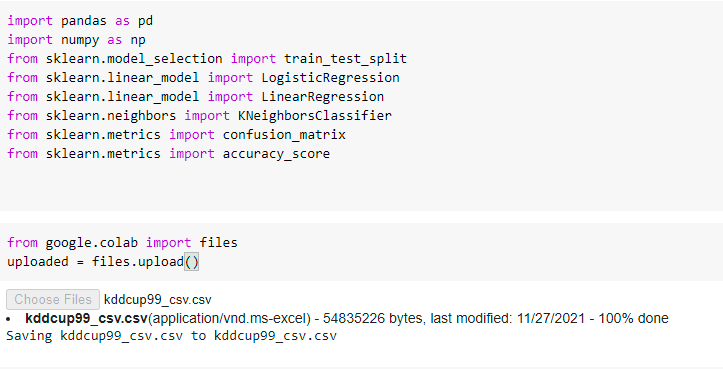 import pandas as pd
import numpy as np
from sklearn.model_selection import train_test_split
from sklearn.linear_model import LogisticRegression
from sklearn.linear_model import LinearRegression
from sklearn.neighbors import KNeighborsClassifier
from sklearn.metrics import confusion_matrix
from sklearn.metrics import accuracy_score
from google.colab import files
uploaded = files.upload()
Choose Files kddcup99_csv.csv
• kddcup99_csv.csv(application/vnd.ms-excel) - 54835226 bytes, last modified: 11/27/2021 - 100% done
Saving kddcup99_csv.csv to kddcup99_csv.csv